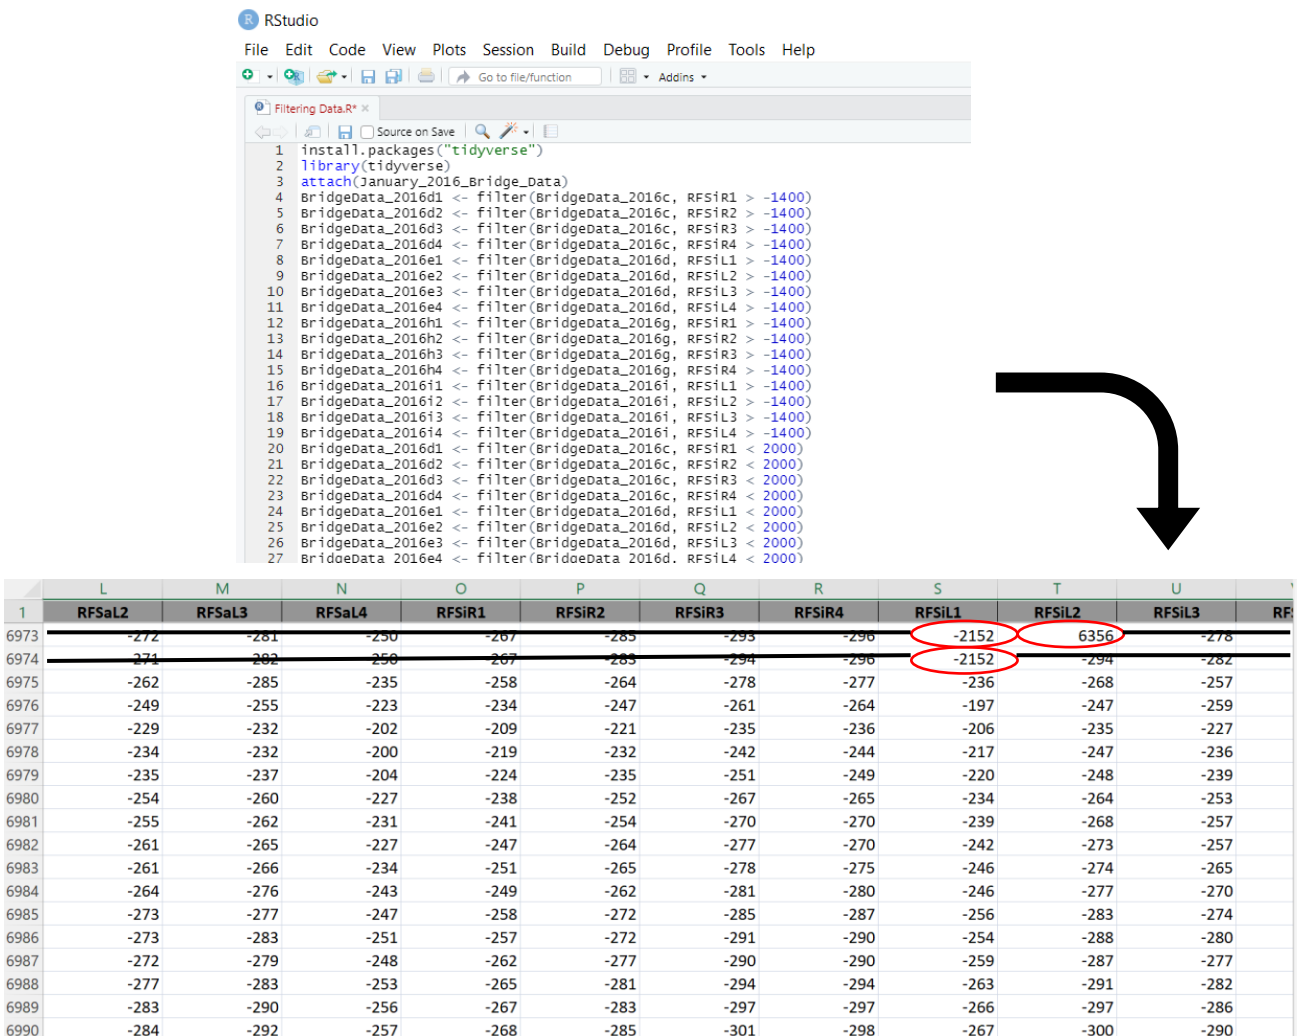 RStudio
File Edit Code View Plots Session Build Debug Profile Tools Help
Go to file/function Addins
Filtering Data.R*
Source on Save
1 install.packages("tidyverse")
2 library(tidyverse)
3 attach(January_2016_Bridge_Data)
4 BridgeData_2016d1 <- filter(BridgeData_2016c, RFSiR1 > -1400)
5 BridgeData_2016d2 <- filter(BridgeData_2016c, RFSiR2 > -1400)
6 BridgeData_2016d3 <- filter(BridgeData_2016c, RFSiR3 > -1400)
7 BridgeData_2016d4 <- filter(BridgeData_2016c, RFSiR4 > -1400)
8 BridgeData_2016e1 <- filter(BridgeData_2016d, RFSiL1 > -1400)
9 BridgeData_2016e2 <- filter(BridgeData_2016d, RFSiL2 > -1400)
10 BridgeData_2016e3 <- filter(BridgeData_2016d, RFSiL3 > -1400)
11 BridgeData_2016e4 <- filter(BridgeData_2016d, RFSiL4 > -1400)
12 BridgeData_2016h1 <- filter(BridgeData_2016g, RFSiR1 > -1400)
13 BridgeData_2016h2 <- filter(BridgeData_2016g, RFSiR2 > -1400)
14 BridgeData_2016h3 <- filter(BridgeData_2016g, RFSiR3 > -1400)
15 BridgeData_2016h4 <- filter(BridgeData_2016g, RFSiR4 > -1400)
16 BridgeData_2016i1 <- filter(BridgeData_2016i, RFSiL1 > -1400)
17 BridgeData_2016i2 <- filter(BridgeData_2016i, RFSiL2 > -1400)
18 BridgeData_2016i3 <- filter(BridgeData_2016i, RFSiL3 > -1400)
19 BridgeData_2016i4 <- filter(BridgeData_2016i, RFSiL4 > -1400)
20 BridgeData_2016d1 <- filter(BridgeData_2016c, RFSiR1 < 2000)
21 BridgeData_2016d2 <- filter(BridgeData_2016c, RFSiR2 < 2000)
22 BridgeData_2016d3 <- filter(BridgeData_2016c, RFSiR3 < 2000)
23 BridgeData_2016d4 <- filter(BridgeData_2016c, RFSiR4 < 2000)
24 BridgeData_2016e1 <- filter(BridgeData_2016d, RFSiL1 < 2000)
25 BridgeData_2016e2 <- filter(BridgeData_2016d, RFSiL2 < 2000)
26 BridgeData_2016e3 <- filter(BridgeData_2016d, RFSiL3 < 2000)
27 BridgeData_2016e4 <- filter(BridgeData_2016d, RFSiL4 < 2000)
L M N O P Q R S T U
1 RFSaL2 RFSaL3 RFSaL4 RFSiR1 RFSiR2 RFSiR3 RFSiR4 RFSiL1 RFSiL2 RFSiL3 RF
6973 -272 -281 -250 -267 -285 -293 -296 -2152 6356 -278
6974 -271 -282 -250 -267 -283 -294 -296 -2152 -294 -282
6975 -262 -285 -235 -258 -264 -278 -277 -236 -268 -257
6976 -249 -255 -223 -234 -247 -261 -264 -197 -247 -259
6977 -229 -232 -202 -209 -221 -235 -236 -206 -235 -227
6978 -234 -232 -200 -219 -232 -242 -244 -217 -247 -236
6979 -235 -237 -204 -224 -235 -251 -249 -220 -248 -239
6980 -254 -260 -227 -238 -252 -267 -265 -234 -264 -253
6981 -255 -262 -231 -241 -254 -270 -270 -239 -268 -257
6982 -261 -265 -227 -247 -264 -277 -270 -242 -273 -257
6983 -261 -266 -234 -251 -265 -278 -275 -246 -274 -265
6984 -264 -276 -243 -249 -262 -281 -280 -246 -277 -270
6985 -273 -277 -247 -258 -272 -285 -287 -256 -283 -274
6986 -273 -283 -251 -257 -272 -291 -290 -254 -288 -280
6987 -272 -279 -248 -262 -277 -290 -290 -259 -287 -277
6988 -277 -283 -253 -265 -281 -294 -294 -263 -291 -282
6989 -283 -290 -256 -267 -283 -297 -297 -266 -297 -286
6990 -284 -292 -257 -268 -285 -301 -298 -267 -300 -290